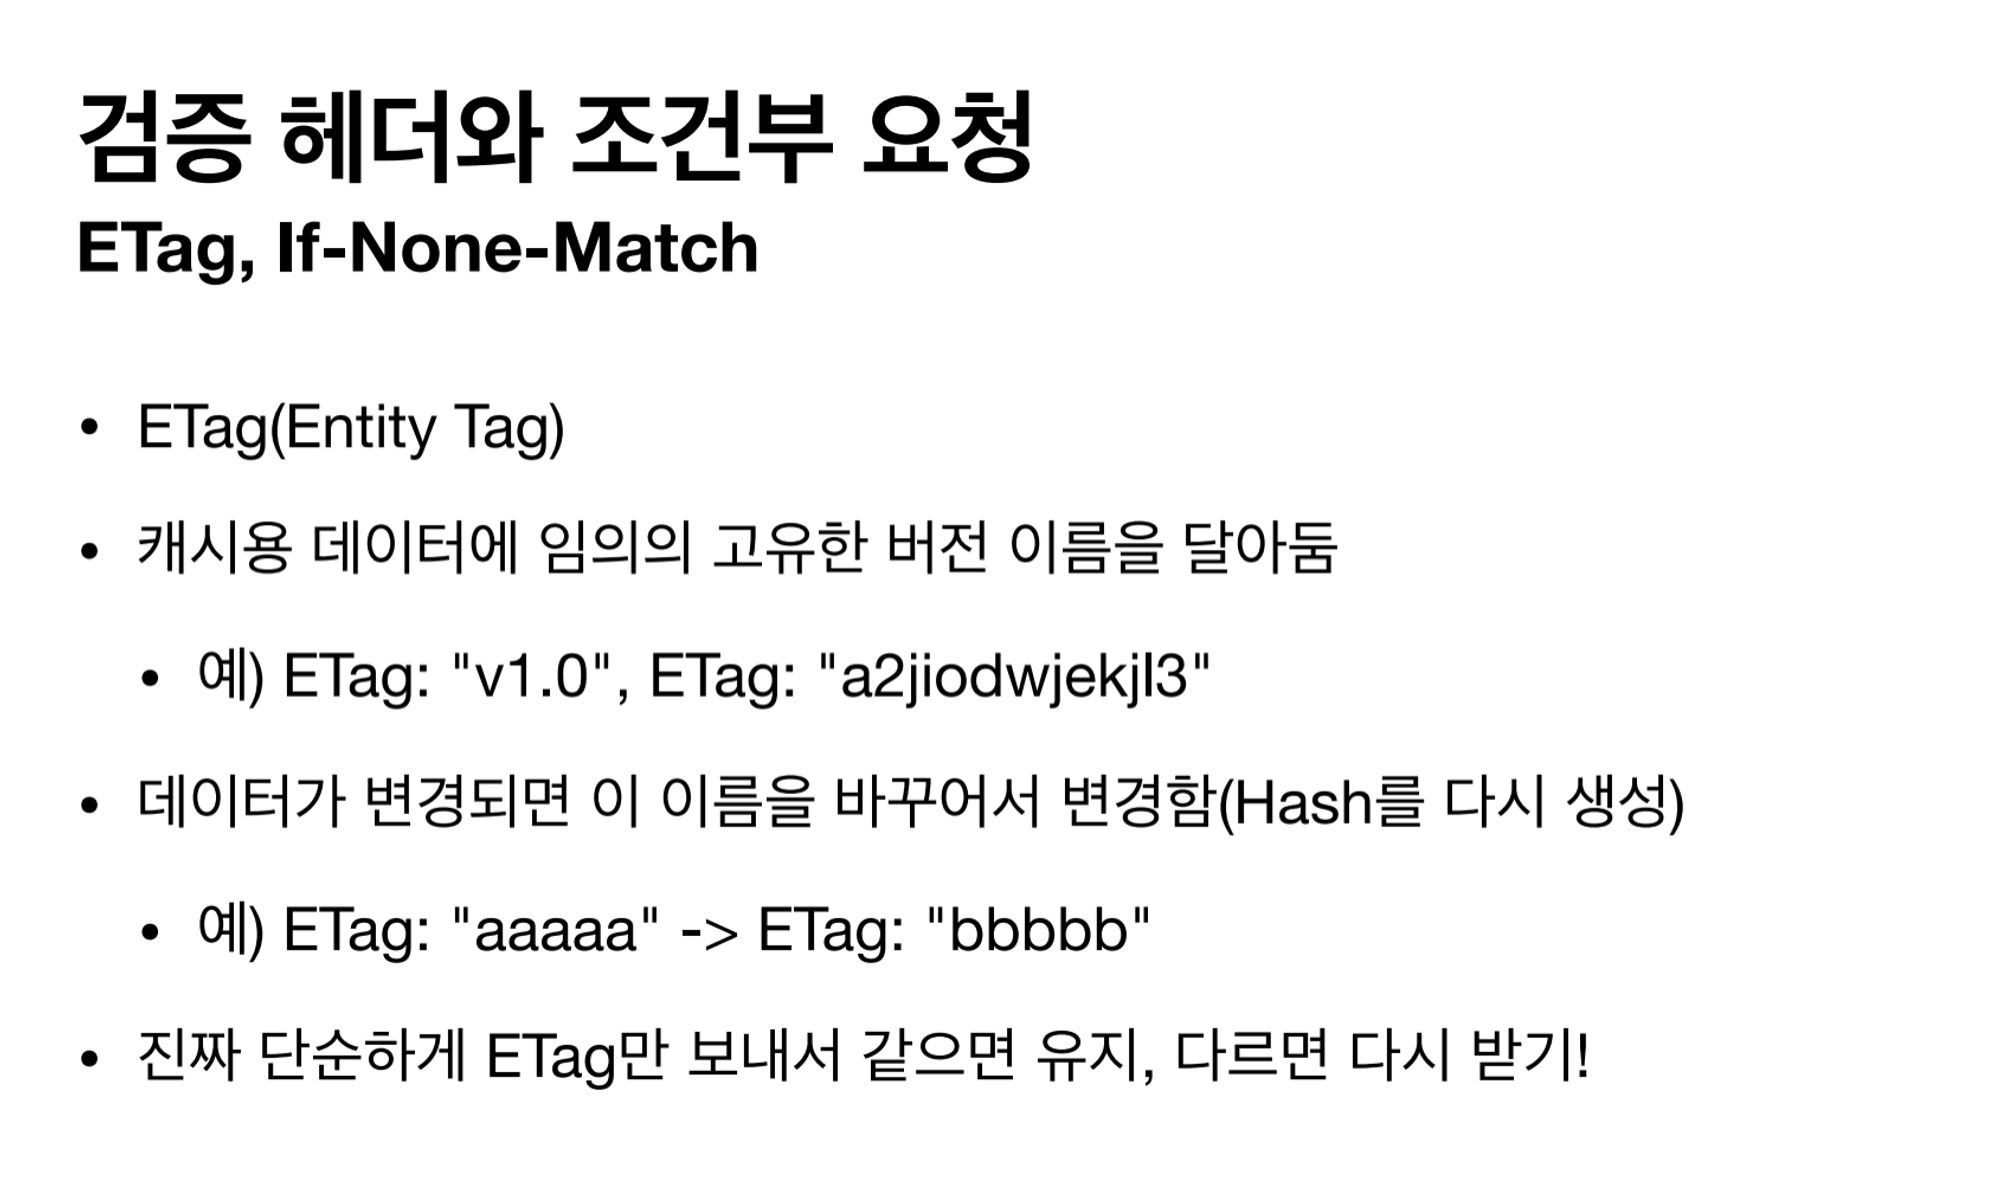 검증 헤더와 조건부 요청
ETag, If-None-Match
• ETag(Entity Tag)
• 캐시용 데이터에 임의의 고유한 버전 이름을 달아둠
• 예) ETag: "v1.0", ETag: "a2jiodwjekjl3"
• 데이터가 변경되면 이 이름을 바꾸어서 변경함(Hash를 다시 생성)
• 예) ETag: "aaaaa" -> ETag: "bbbbb"
• 진짜 단순하게 ETag만 보내서 같으면 유지, 다르면 다시 받기!